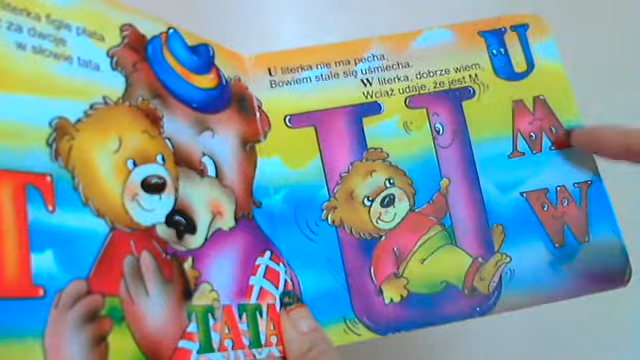 literka figle płata
za dwoje
w słowie tata.
T
TATA
U literka nie ma pecha,
Bowiem stale się uśmiecha.
W literka, dobrze wiem,
Wciąż udaje, że jest M.
U
U
M
W